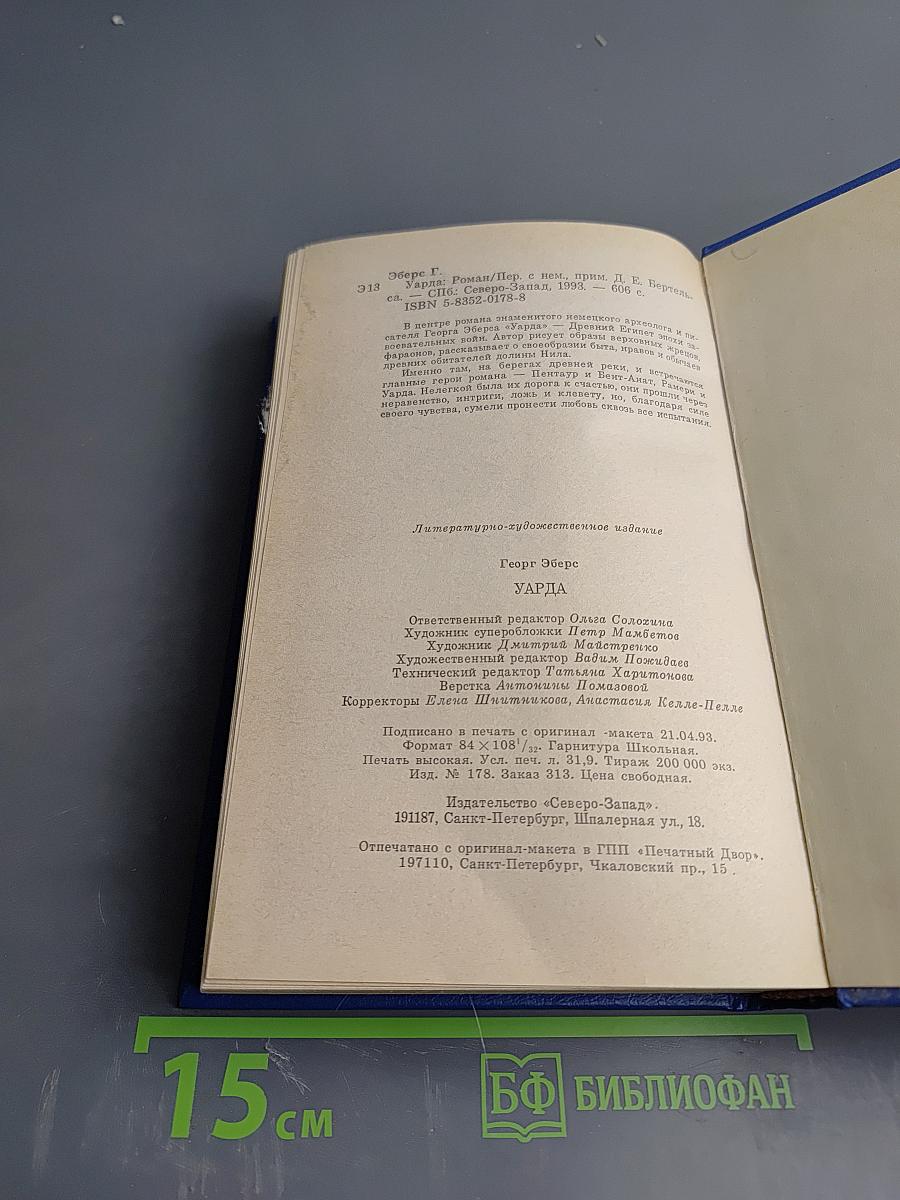 Эберс Г.
Э13 Уарда: Роман/Пер. с нем., прим. Д. Е. Бертель-
са. — СПб.: Северо-Запад, 1993. — 606 с.
ISBN 5-8352-0178-8
В центре романа знаменитого немецкого археолога и пи-
сателя Георга Эберса «Уарда» — Древний Египет эпохи за-
воевательных войн. Автор рисует образы верховных жрецов,
фараонов, рассказывает о своеобразии быта, нравов и обычаев
древних обитателей долины Нила.
Именно там, на берегах древней реки, и встречаются
главные герои романа — Пентаур и Бент-Анат, Рамери и
Уарда. Нелегкой была их дорога к счастью, они прошли через
неравенство, интриги, ложь и клевету, но, благодаря силе
своего чувства, сумели пронести любовь сквозь все испытания.
Литературно-художественное издание
Георг Эберс
УАРДА
Ответственный редактор Ольга Солохина
Художник суперобложки Петр Мамбетов
Художник Дмитрий Майстренко
Художественный редактор Вадим Пожидаев
Технический редактор Татьяна Харитонова
Верстка Антонины Помазовой
Корректоры Елена Шнитникова, Анастасия Келле-Пелле
Подписано в печать с оригинал -макета 21.04.93.
Формат 84×108¹/₃₂. Гарнитура Школьная.
Печать высокая. Усл. печ. л. 31,9. Тираж 200 000 экз.
Изд. № 178. Заказ 313. Цена свободная.
Издательство «Северо-Запад».
191187, Санкт-Петербург, Шпалерная ул., 18.
Отпечатано с оригинал-макета в ГПП «Печатный Двор».
197110, Санкт-Петербург, Чкаловский пр., 15 .
15 см
БФ БИБЛИОФАН